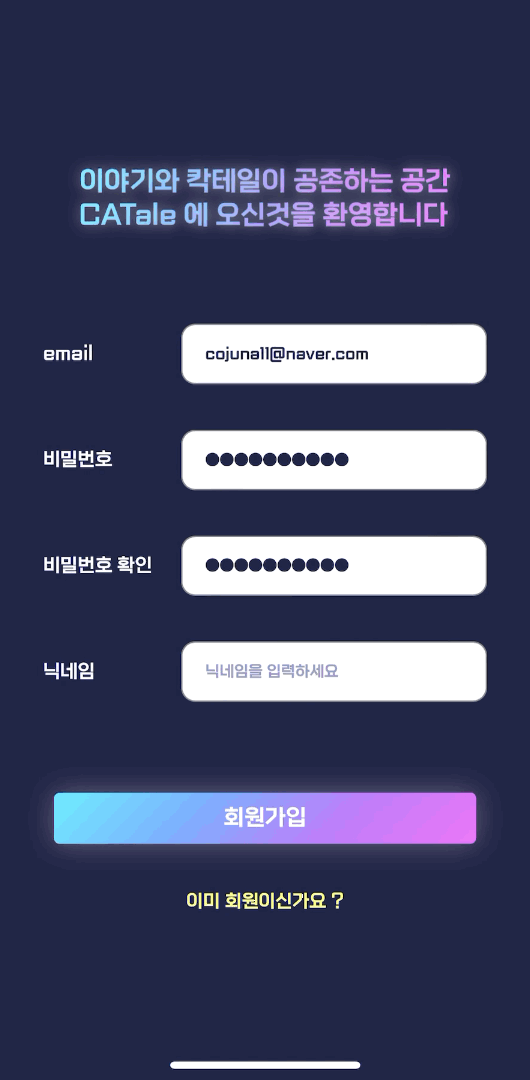 이야기와 칵테일이 공존하는 공간
CATale 에 오신것을 환영합니다
email
cojuna11@naver.com
비밀번호
●●●●●●●●●●
비밀번호 확인
●●●●●●●●●●
닉네임
닉네임을 입력하세요
회원가입
이미 회원이신가요 ?